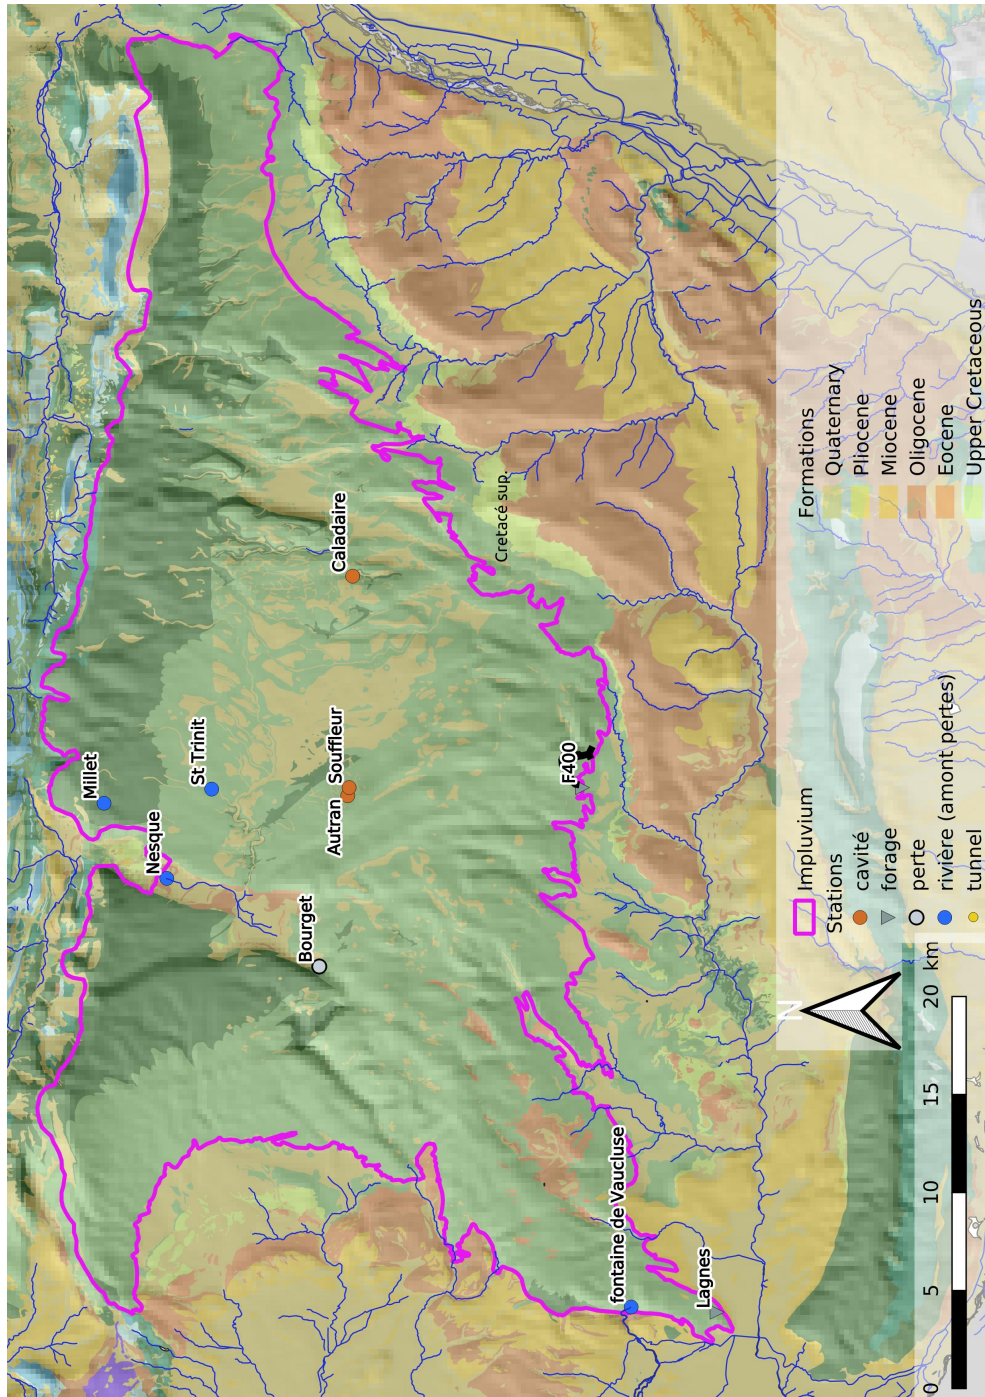 Millet
St Trinit
Nesque
Autran
Souffleur
Caladaire
Bourget
Cretacé sup.
F400
fontaine de Vaucluse
Lagnes
N
0
5
10
15
20
km
Impluvium
Stations
cavité
forage
perte
rivière (amont pertes)
tunnel
Formations
Quaternary
Pliocene
Miocene
Oligocene
Eocene
Upper Cretaceous